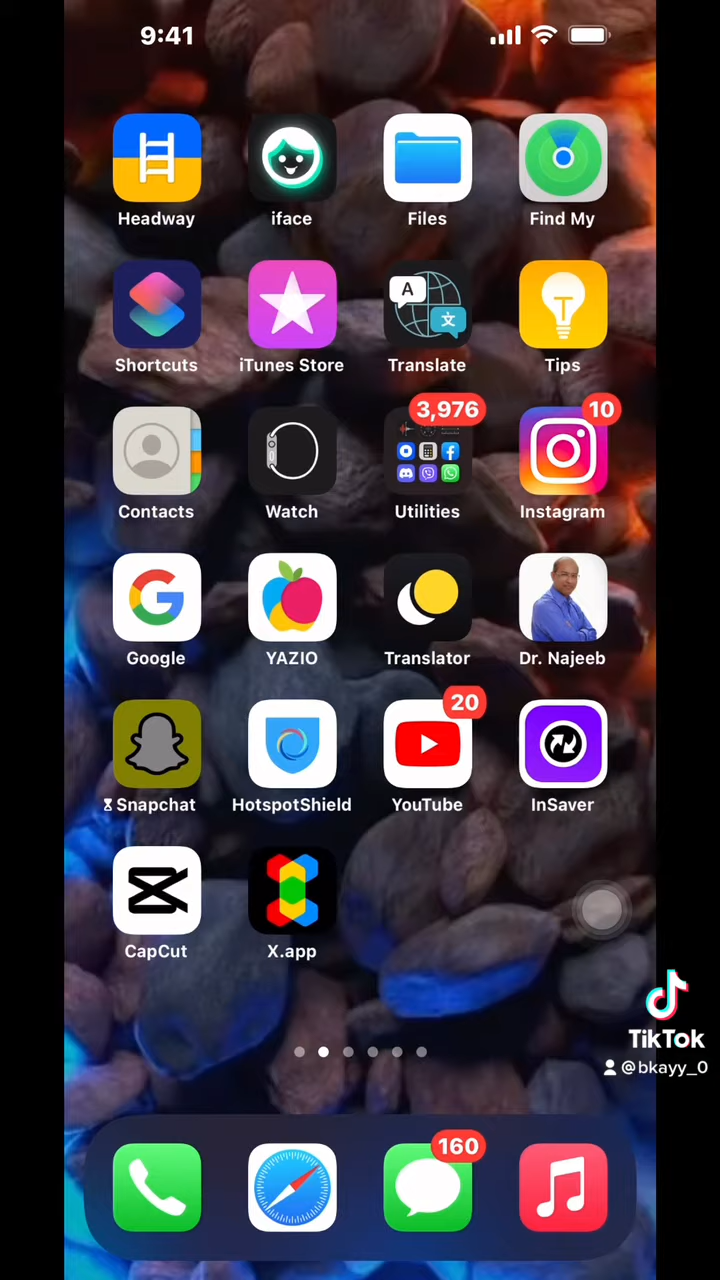 9:41
Headway
iface
Files
Find My
Shortcuts
iTunes Store
A
文
Translate
T
Tips
3,976
10
Contacts
Watch
Utilities
Instagram
G
Google
YAZIO
Translator
Dr. Najeeb
20
Snapchat
HotspotShield
YouTube
InSaver
CapCut
X.app
TikTok
@bkayy_0
160